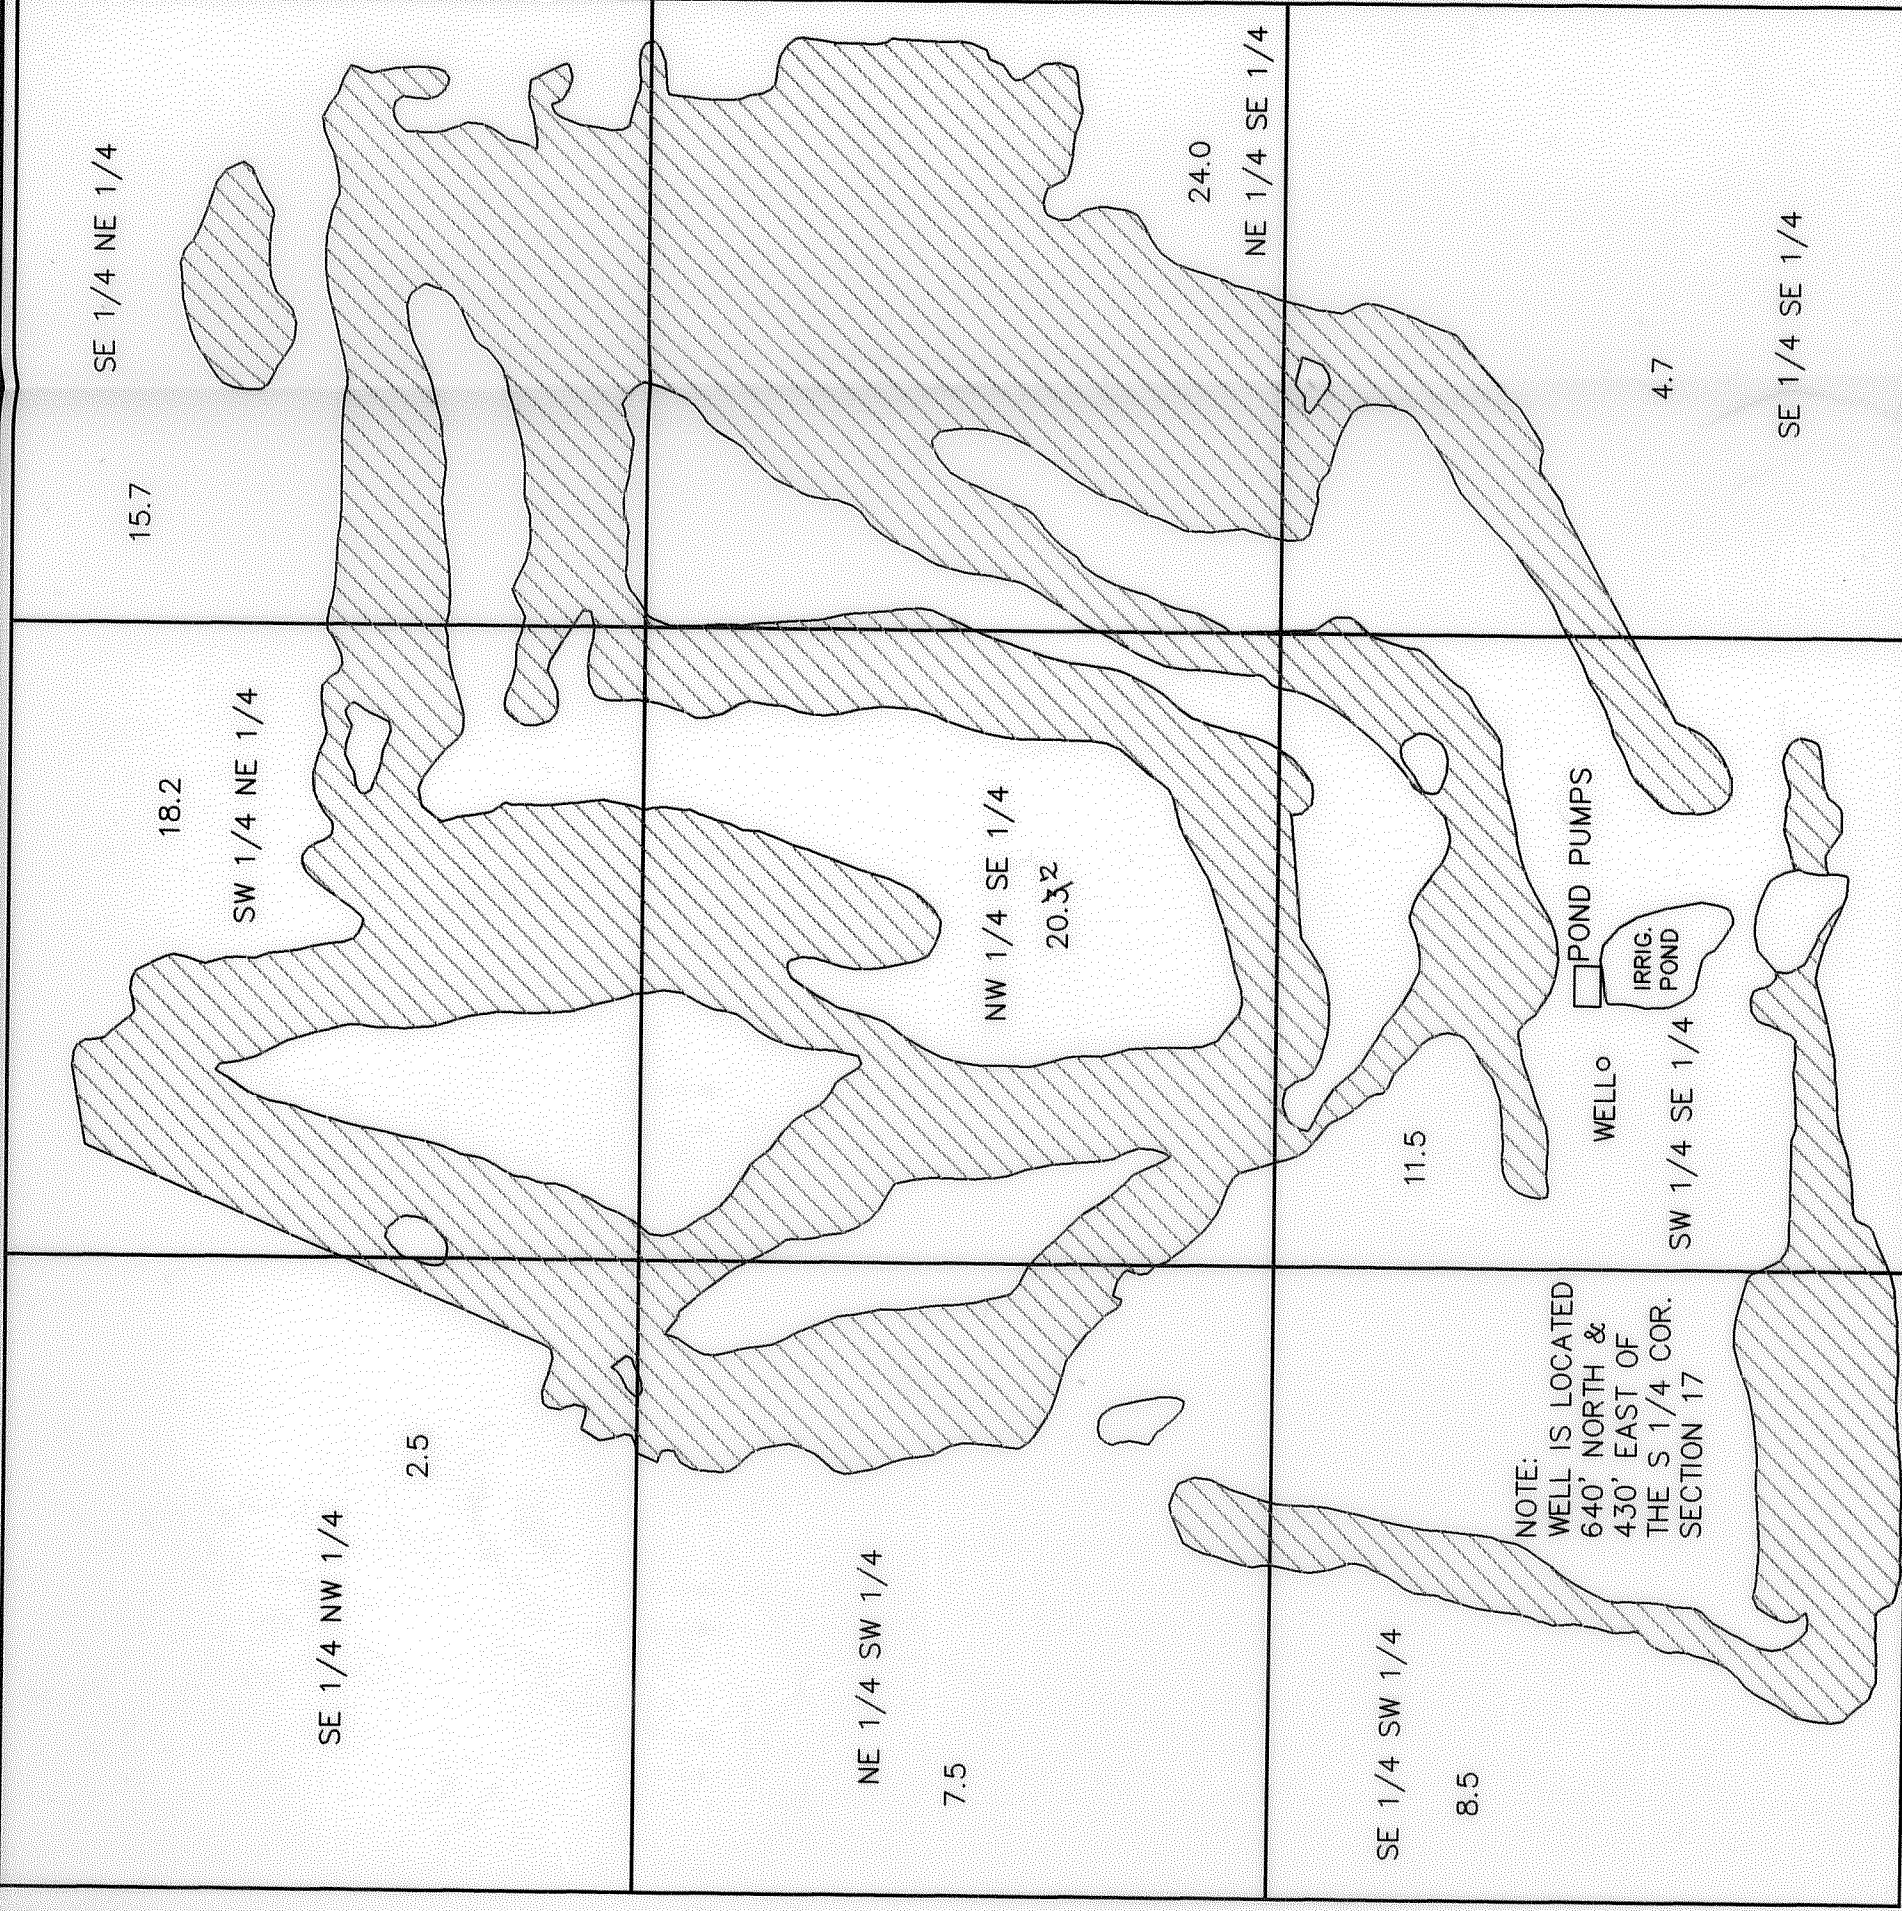 SE 1/4 NW 1/4
2.5
SW 1/4 NE 1/4
18.2
SE 1/4 NE 1/4
15.7
NE 1/4 SW 1/4
7.5
NW 1/4 SE 1/4
20.2
NE 1/4 SE 1/4
24.0
SE 1/4 SW 1/4
8.5
NOTE:
WELL IS LOCATED
640' NORTH &
430' EAST OF
THE S 1/4 COR.
SECTION 17
11.5
SW 1/4 SE 1/4
WELL
POND PUMPS
IRRIG.
POND
4.7
SE 1/4 SE 1/4